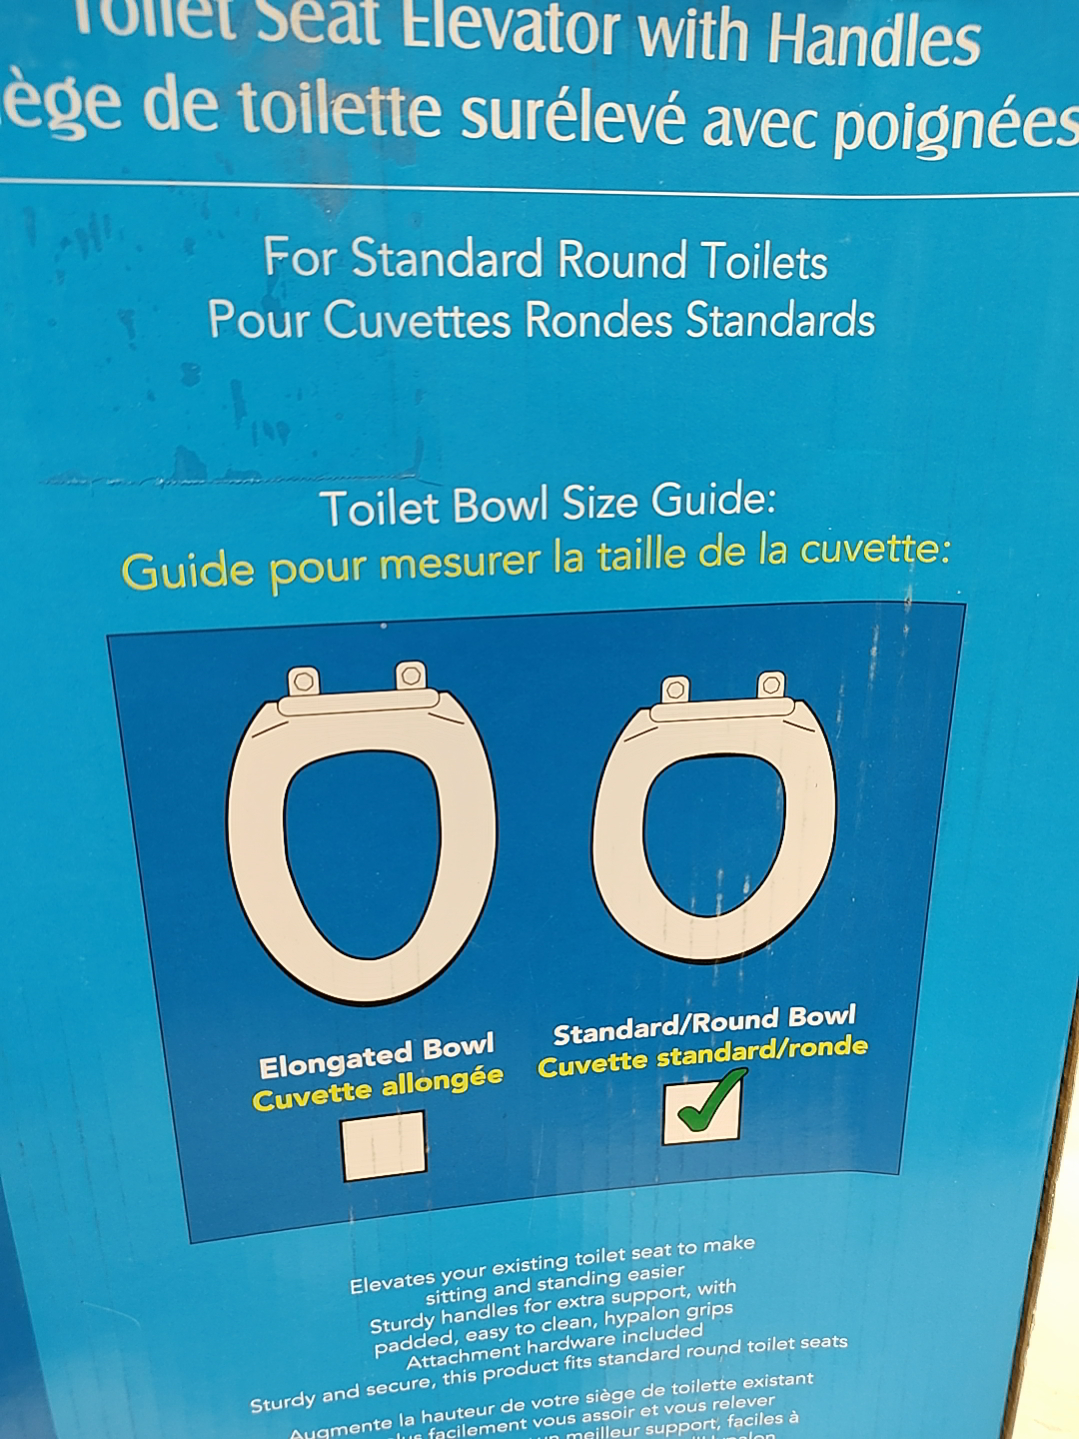 Toilet Seat Elevator with Handles
iège de toilette surélevé avec poignées
For Standard Round Toilets
Pour Cuvettes Rondes Standards
Toilet Bowl Size Guide:
Guide pour mesurer la taille de la cuvette:
Elongated Bowl
Cuvette allongée
Standard/Round Bowl
Cuvette standard/ronde
Elevates your existing toilet seat to make
sitting and standing easier
Sturdy handles for extra support, with
padded, easy to clean, hypalon grips
Attachment hardware included
Sturdy and secure, this product fits standard round toilet seats
Augmente la hauteur de votre siège de toilette existant
facilement vous assoir et vous relever
meilleur support, faciles à